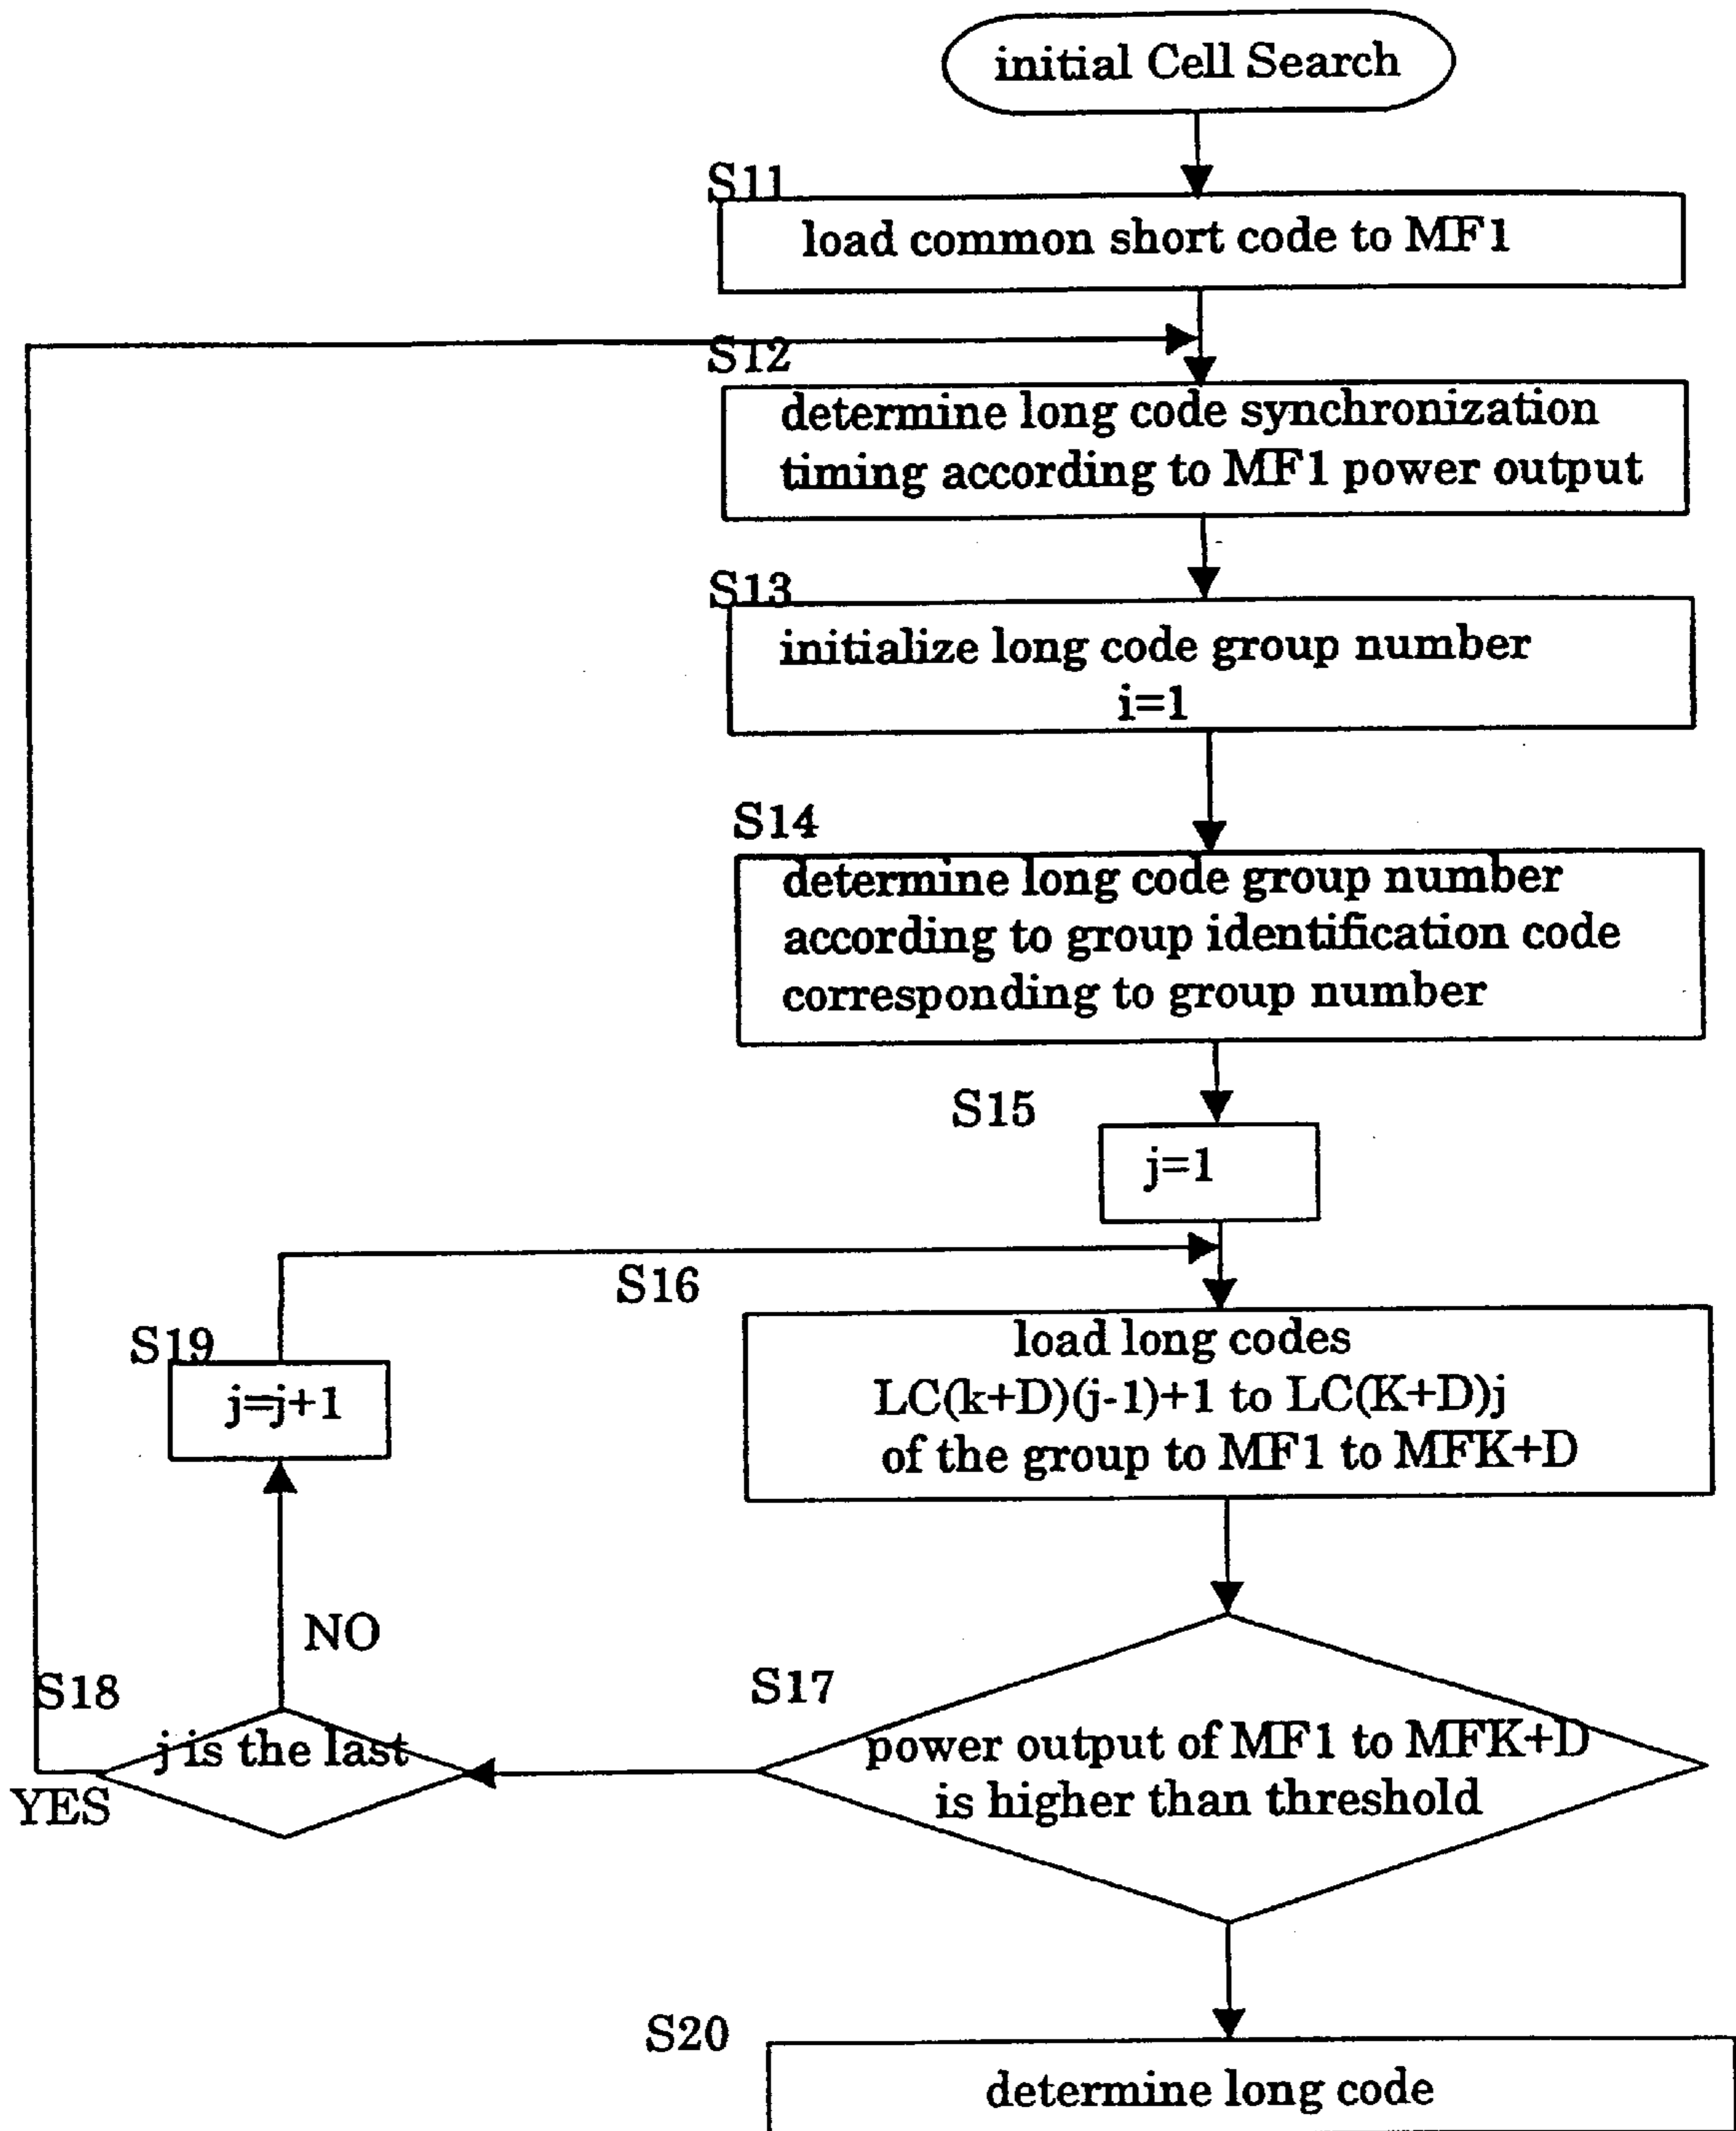 initial Cell Search
S11
load common short code to MF1
S12
determine long code synchronization
timing according to MF1 power output
S13
initialize long code group number
i=1
S14
determine long code group number
according to group identification code
corresponding to group number
S15
j=1
S16
load long codes
LC(k+D)(j-1)+1 to LC(K+D)j
of the group to MF1 to MFK+D
S19
j=j+1
NO
S18
j is the last
YES
S17
power output of MF1 to MFK+D
is higher than threshold
S20
determine long code